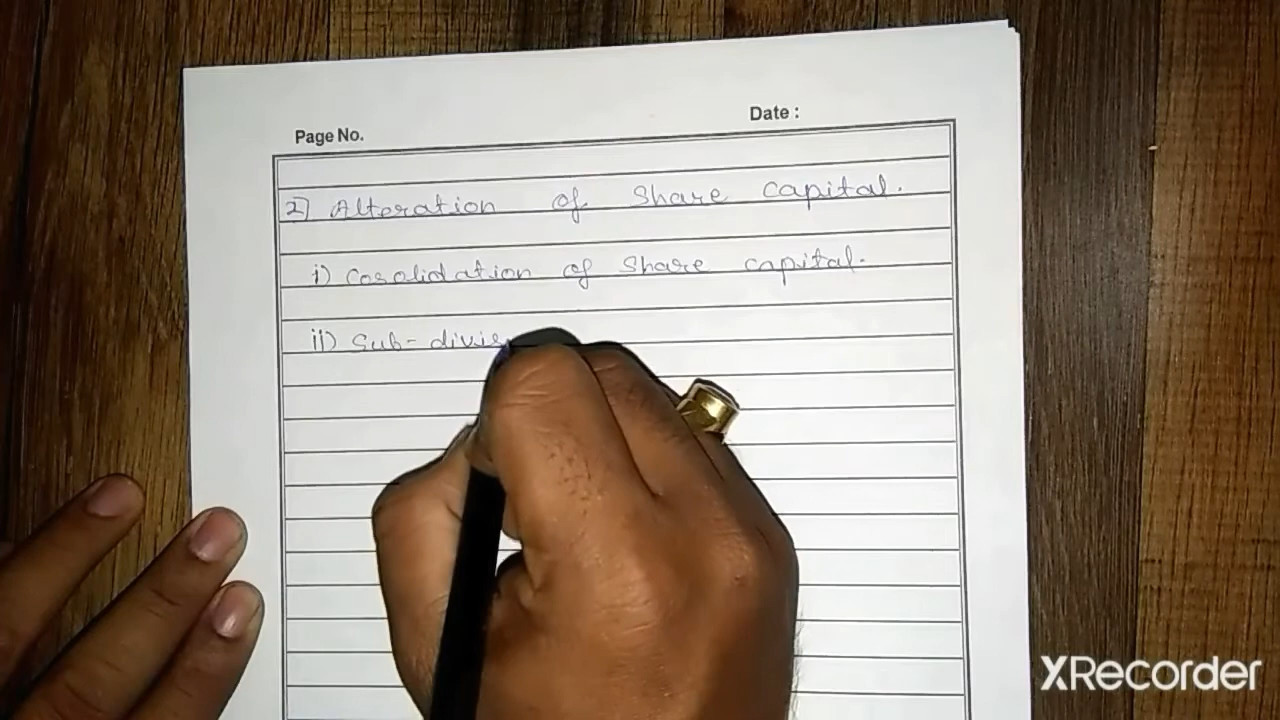 Date :
Page No.
2] Alteration of Share capital.
i) Cosolidation of Share capital.
ii) Sub-divis
XRecorder